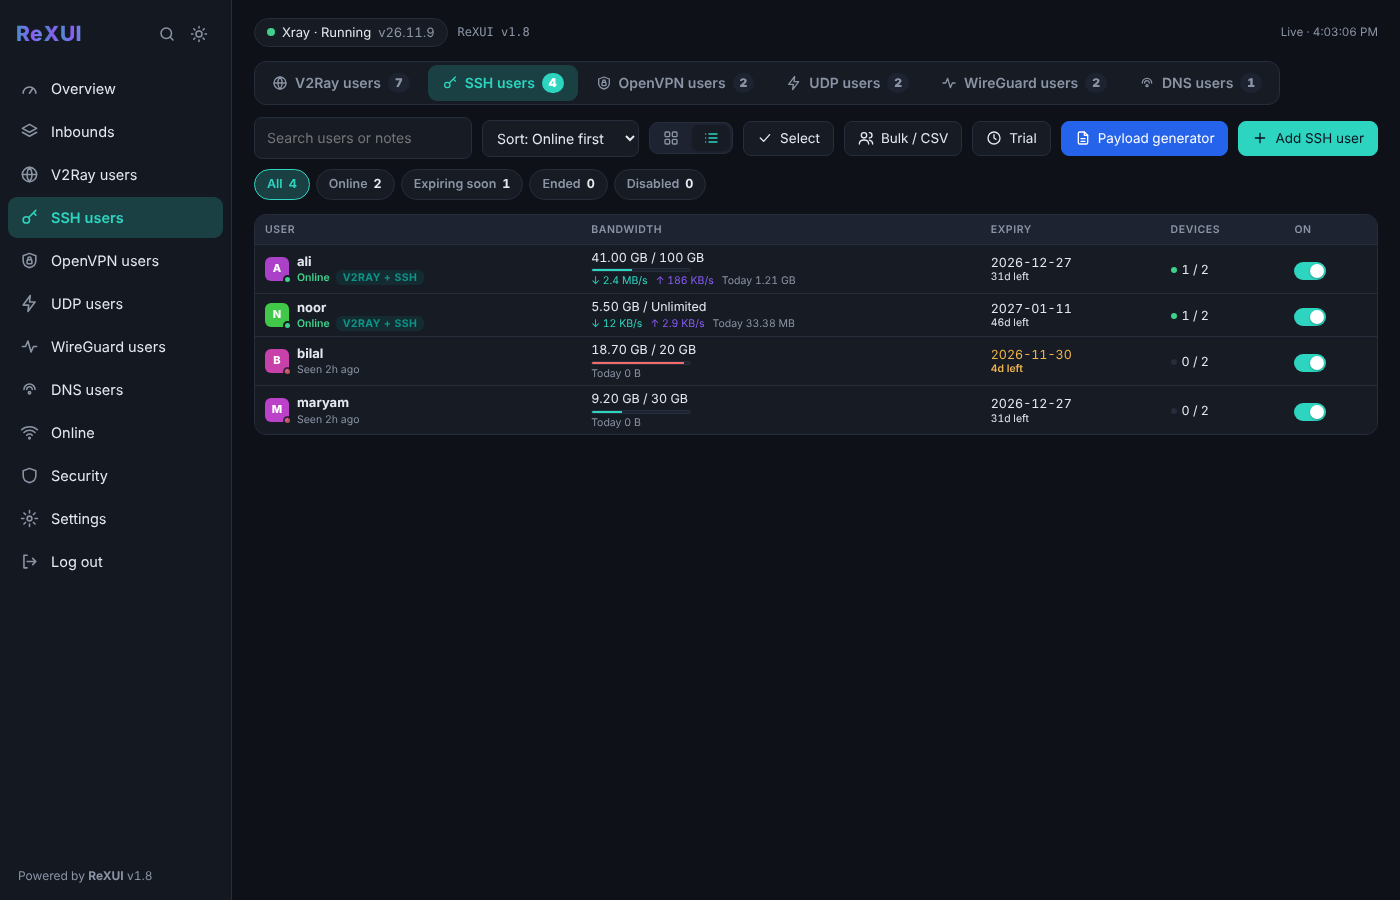 ReXUI
Overview
Inbounds
V2Ray users
SSH users
OpenVPN users
UDP users
WireGuard users
DNS users
Online
Security
Settings
Log out
Powered by ReXUI v1.8
Xray · Running v26.11.9 ReXUI v1.8 Live · 4:03:06 PM
V2Ray users 7 SSH users 4 OpenVPN users 2 UDP users 2 WireGuard users 2 DNS users 1
Search users or notes Sort: Online first Select Bulk / CSV Trial Payload generator + Add SSH user
All 4 Online 2 Expiring soon 1 Ended 0 Disabled 0
USER BANDWIDTH EXPIRY DEVICES ON
A ali 41.00 GB / 100 GB 2026-12-27 1 / 2
Online V2RAY + SSH ↓ 2.4 MB/s ↑ 186 KB/s Today 1.21 GB 31d left
N noor 5.50 GB / Unlimited 2027-01-11 1 / 2
Online V2RAY + SSH ↓ 12 KB/s ↑ 2.9 KB/s Today 33.38 MB 46d left
B bilal 18.70 GB / 20 GB 2026-11-30 0 / 2
Seen 2h ago Today 0 B 4d left
M maryam 9.20 GB / 30 GB 2026-12-27 0 / 2
Seen 2h ago Today 0 B 31d left